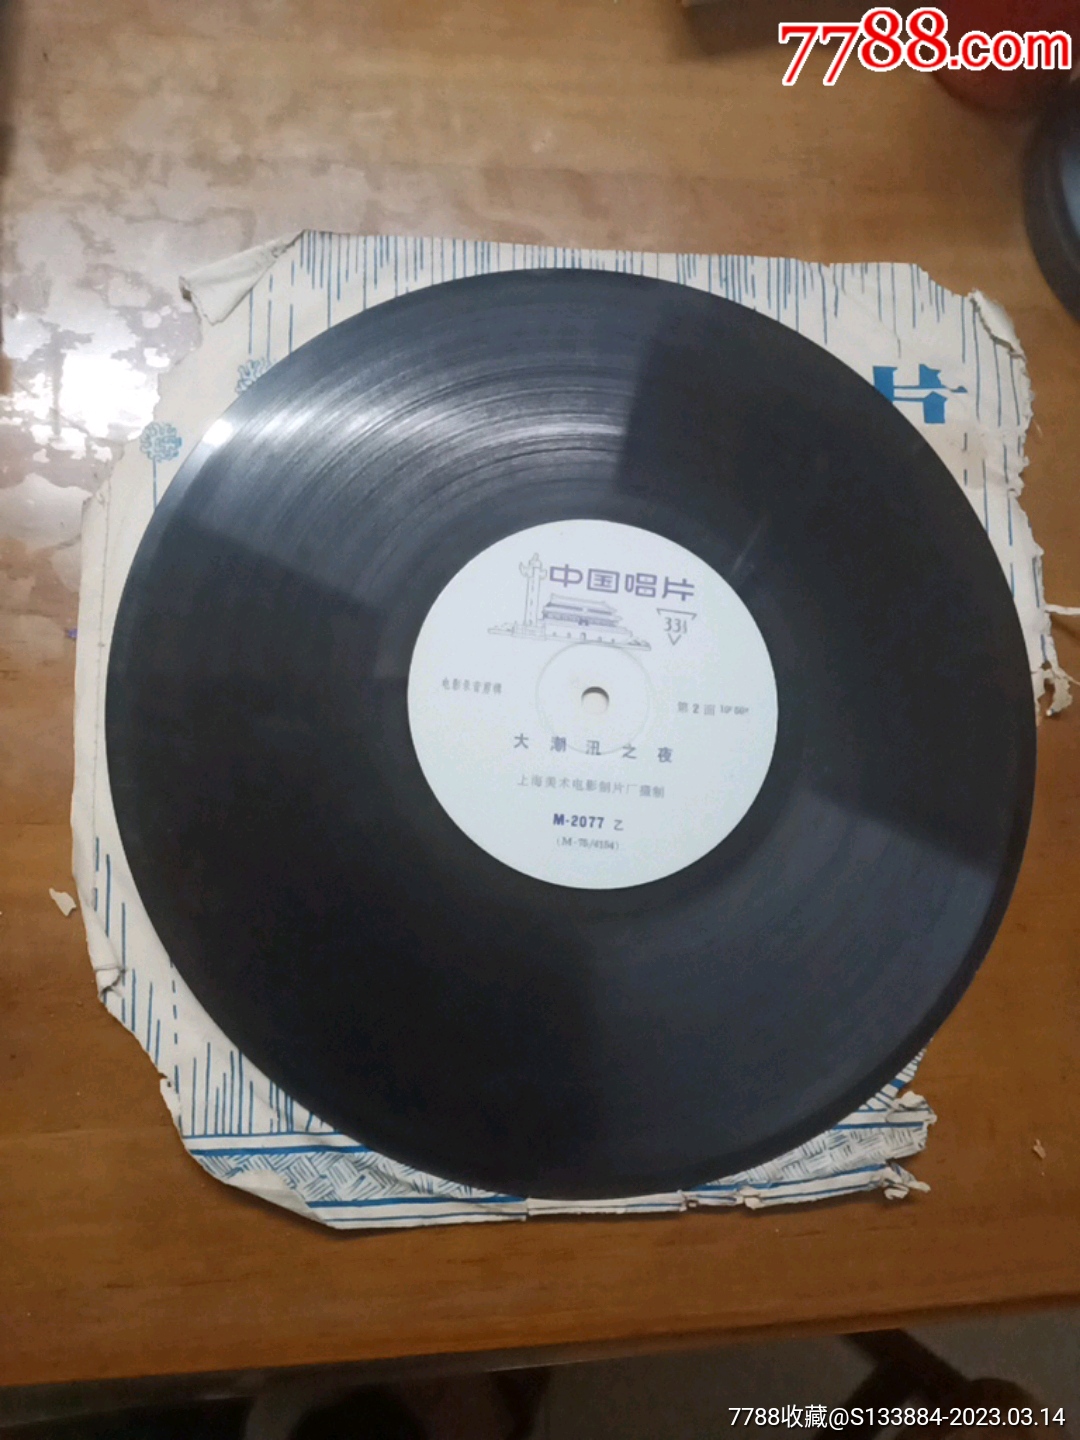 7788.com
片
中国唱片
33⅓
电影录音剪辑
第2面
大潮汛之夜
上海美术电影制片厂摄制
M-2077 乙
(M-75/4154)
7788收藏@S133884-2023.03.14